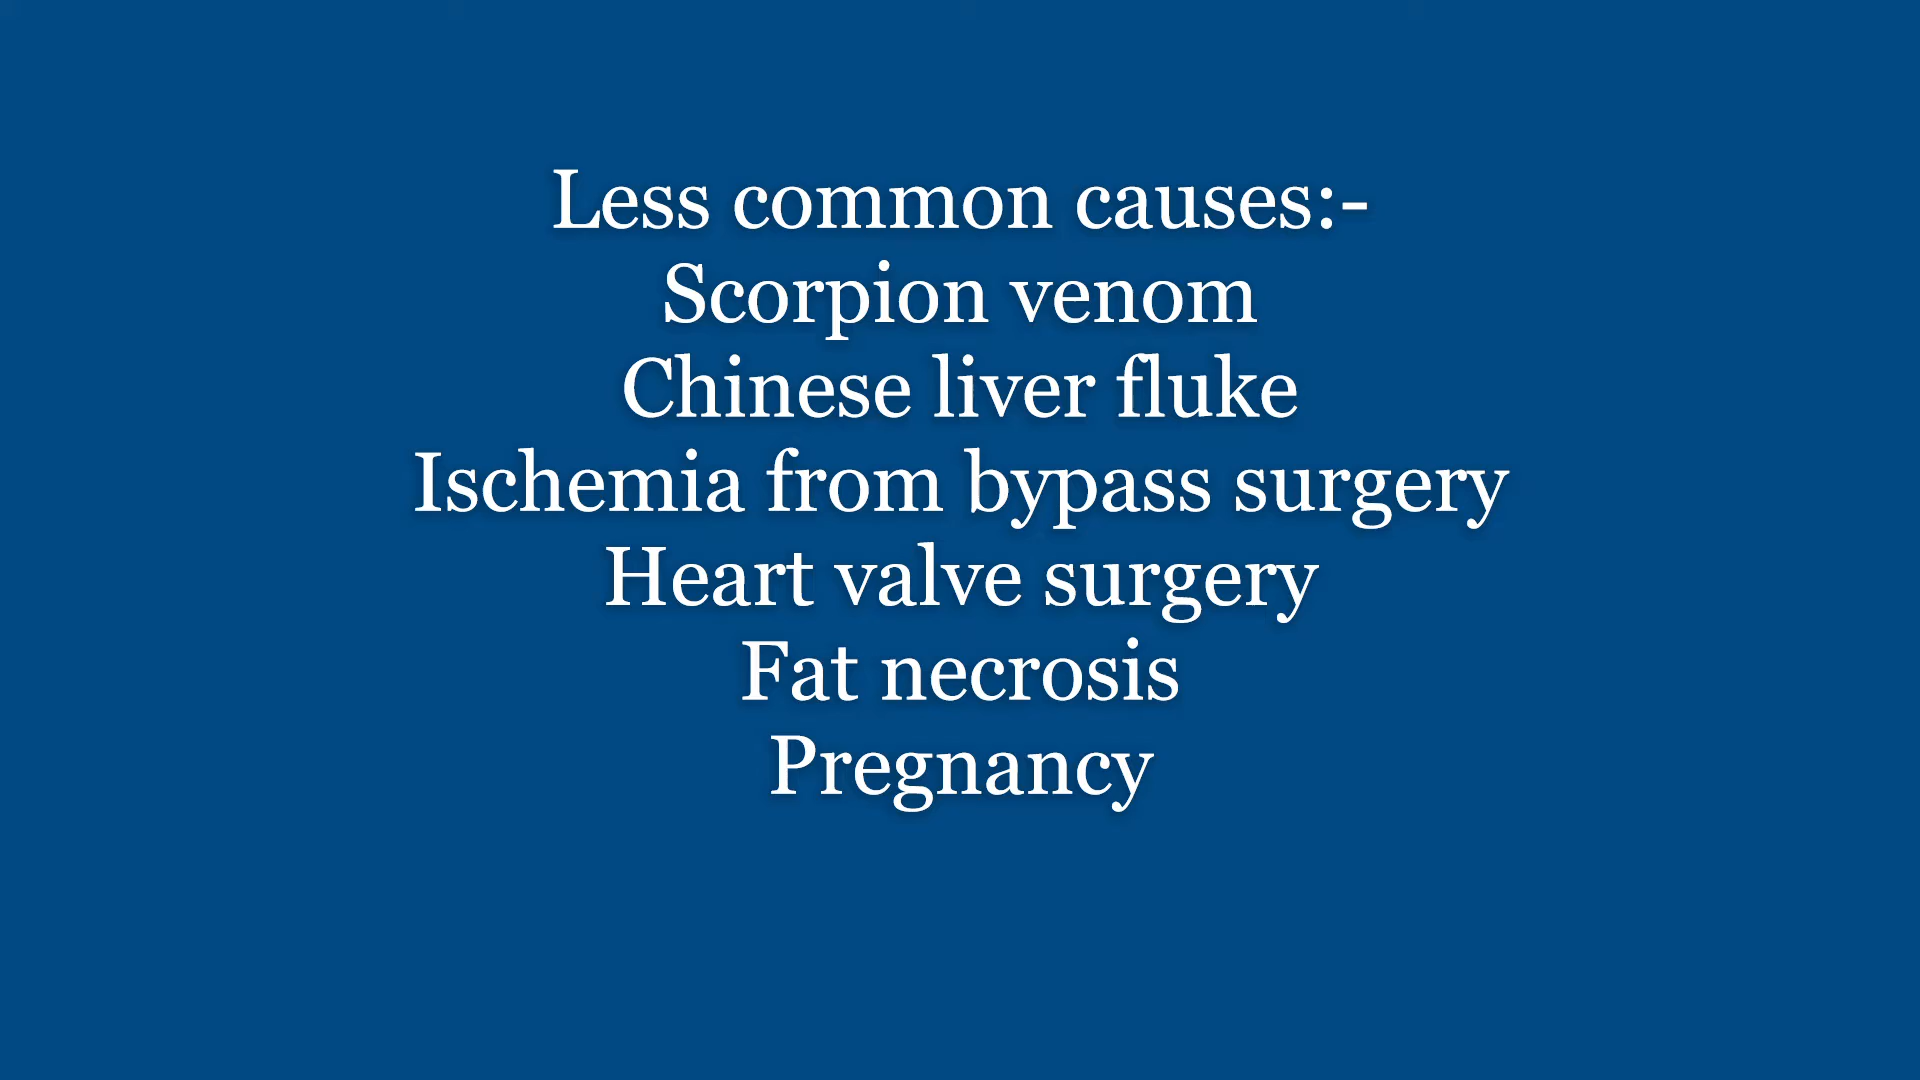 Less common causes:-
Scorpion venom
Chinese liver fluke
Ischemia from bypass surgery
Heart valve surgery
Fat necrosis
Pregnancy